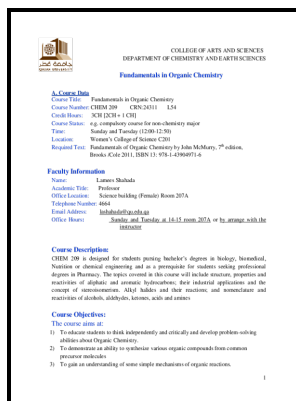 جامعة قطر
QATAR UNIVERSITY
COLLEGE OF ARTS AND SCIENCES
DEPARTMENT OF CHEMISTRY AND EARTH SCIENCES
Fundamentals in Organic Chemistry
A. Course Data
Course Title: Fundamentals in Organic Chemistry
Course Number: CHEM 209 CRN:24311 L54
Credit Hours: 3CH [2CH + 1 CH]
Course Status: e.g. compulsory course for non-chemistry major
Time: Sunday and Tuesday (12:00-12:50)
Location: Women's College of Science C201
Required Text: Fundamentals of Organic Chemistry by John McMurry, 7th edition,
Brooks /Cole 2011, ISBN 13: 978-1-43904971-6
Faculty Information
Name: Lamees Shahada
Academic Title: Professor
Office Location: Science building (Female) Room 207A
Telephone Number: 4664
Email Address: lashahada@qu.edu.qa
Office Hours: Sunday and Tuesday at 14-15 room 207A or by arrange with the
instructor
Course Description:
CHEM 209 is designed for students pursing bachelor's degrees in biology, biomedical,
Nutrition or chemical engineering and as a prerequisite for students seeking professional
degrees in Pharmacy. The topics covered in this course will include structure, properties and
reactivities of aliphatic and aromatic hydrocarbons; their industrial applications and the
concept of stereoisomerism. Alkyl halides and their reactions; and nomenclature and
reactivities of alcohols, aldehydes, ketones, acids and amines
Course Objectives:
The course aims at:
1) To educate students to think independently and critically and develop problem-solving
abilities about Organic Chemistry.
2) To demonstrate an ability to synthesize various organic compounds from common
precursor molecules
3) To gain an understanding of some simple mechanisms of organic reactions.
1